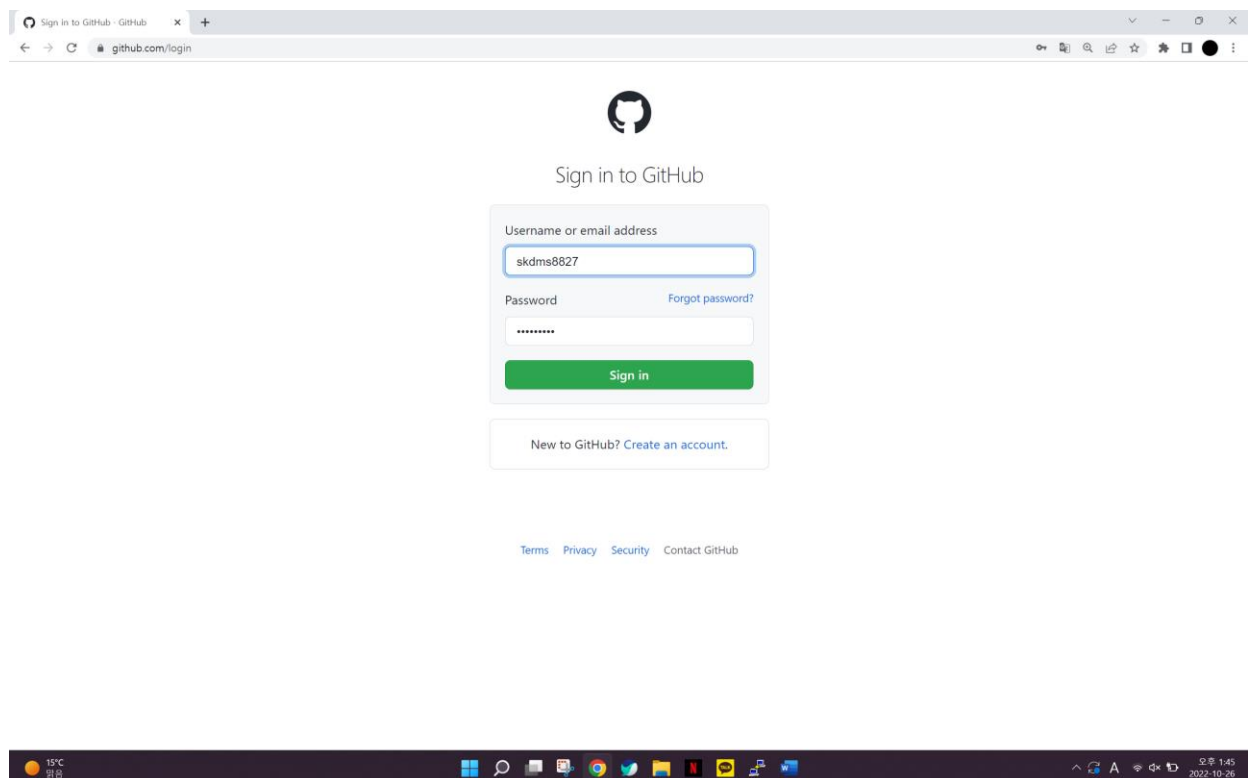 Sign in to GitHub · GitHub
github.com/login
Sign in to GitHub
Username or email address
skdms8827
Password Forgot password?
•••••••••
Sign in
New to GitHub? Create an account.
Terms Privacy Security Contact GitHub
15°C
맑음
N
TALK
W
A
오후 1:45
2022-10-26